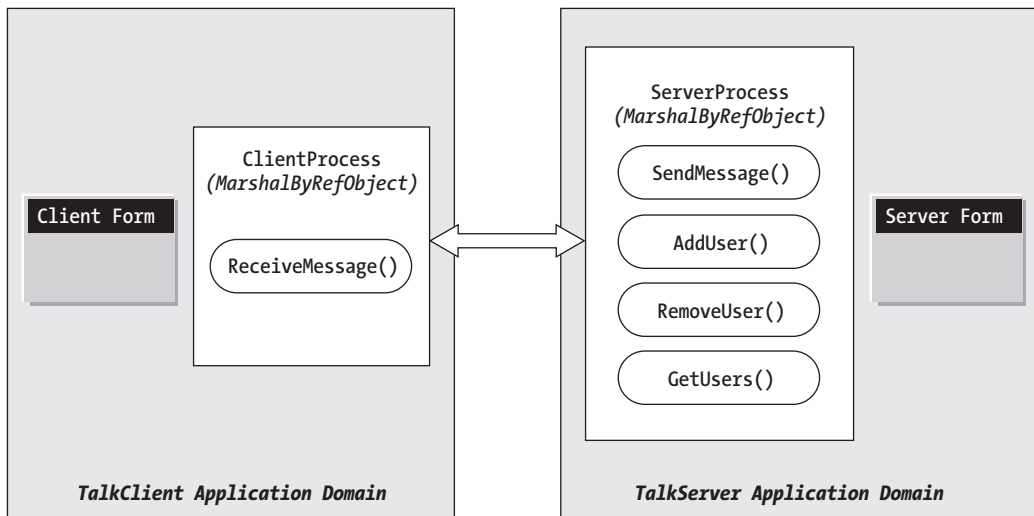 Client Form
ClientProcess
(MarshalByRefObject)
ReceiveMessage()
TalkClient Application Domain
ServerProcess
(MarshalByRefObject)
SendMessage()
AddUser()
RemoveUser()
GetUsers()
Server Form
TalkServer Application Domain